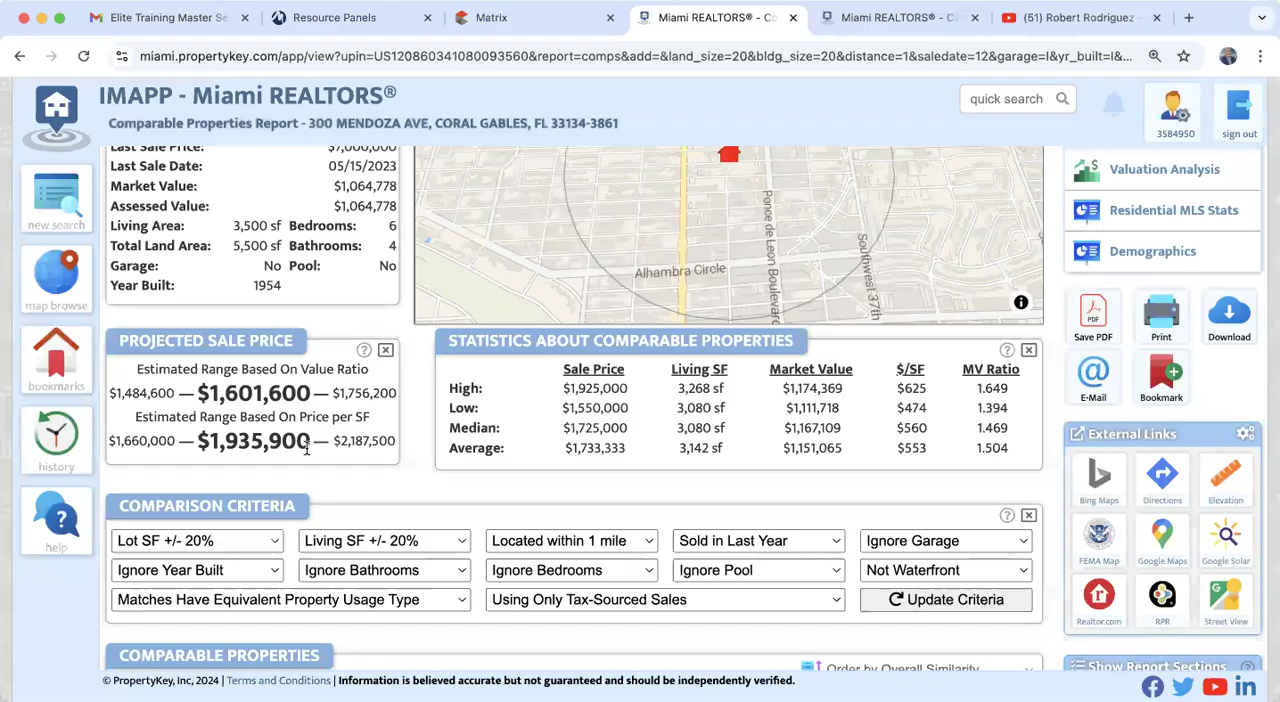 Elite Training Master Se
Resource Panels
Matrix
Miami REALTORS® - Co
Miami REALTORS® - C
(51) Robert Rodriguez -
miami.propertykey.com/app/view?upin=US120860341080093560&report=comps&add=&land_size=20&bldg_size=20&distance=1&saledate=12&garage=I&yr_built=I&...
IMAPP - Miami REALTORS®
Comparable Properties Report - 300 MENDOZA AVE, CORAL GABLES, FL 33134-3861
quick search
3584950
sign out
new search
map browse
bookmarks
history
help
Last Sale Price: $7,000,000
Last Sale Date: 05/15/2023
Market Value: $1,064,778
Assessed Value: $1,064,778
Living Area: 3,500 sf Bedrooms: 6
Total Land Area: 5,500 sf Bathrooms: 4
Garage: No Pool: No
Year Built: 1954
Alhambra Circle
Ponce de Leon Boulevard
Southwest 37th
Valuation Analysis
Residential MLS Stats
Demographics
PDF
Save PDF
Print
Download
E-Mail
Bookmark
PROJECTED SALE PRICE
Estimated Range Based On Value Ratio
$1,484,600 — $1,601,600 — $1,756,200
Estimated Range Based On Price per SF
$1,660,000 — $1,935,900 — $2,187,500
STATISTICS ABOUT COMPARABLE PROPERTIES
Sale Price Living SF Market Value $/SF MV Ratio
High: $1,925,000 3,268 sf $1,174,369 $625 1.649
Low: $1,550,000 3,080 sf $1,111,718 $474 1.394
Median: $1,725,000 3,080 sf $1,167,109 $560 1.469
Average: $1,733,333 3,142 sf $1,151,065 $553 1.504
COMPARISON CRITERIA
Lot SF +/- 20% Living SF +/- 20% Located within 1 mile Sold in Last Year Ignore Garage
Ignore Year Built Ignore Bathrooms Ignore Bedrooms Ignore Pool Not Waterfront
Matches Have Equivalent Property Usage Type Using Only Tax-Sourced Sales Update Criteria
External Links
Bing Maps
Directions
Elevation
FEMA Map
Google Maps
Google Solar
Realtor.com
RPR
Street View
COMPARABLE PROPERTIES
Order by Overall Similarity
Show Report Sections
© PropertyKey, Inc, 2024 | Terms and Conditions | Information is believed accurate but not guaranteed and should be independently verified.